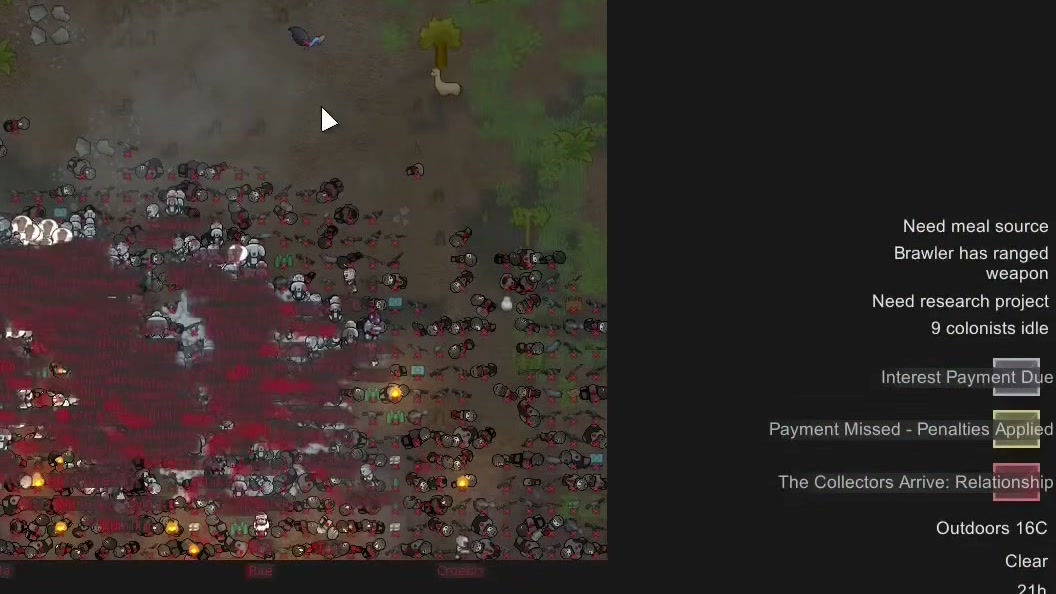 Need meal source
Brawler has ranged
weapon
Need research project
9 colonists idle
Interest Payment Due
Payment Missed - Penalties Applied
The Collectors Arrive: Relationship
Outdoors 16C
Clear
21h